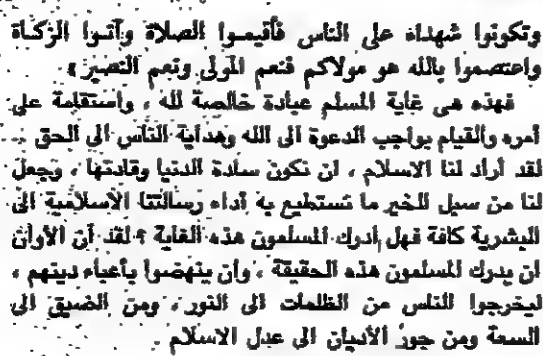 وتكونوا شهداء على الناس فأقيموا الصلاة وآتوا الزكاة
واعتصموا بالله هو مولاكم فنعم المولى ونعم النصير »
فهذه هى غاية المسلم عبادة خالصة لله ، واستقامة على
أمره والقيام بواجب الدعوة الى الله وهداية الناس الى الحق ..
لقد أراد لنا الاسلام ، ان نكون سادة الدنيا وقادتها ، ويجعل
لنا من سبل الخير ما نستطيع به أداء رسالتنا الاسلامية الى
البشرية كافة فهل أدرك المسلمون هذه الغاية ؟ لقد آن الأوان
ان يدرك المسلمون هذه الحقيقة ، وان ينهضوا بأعباء دينهم ،
ليخرجوا الناس من الظلمات الى النور ، ومن الضيق الى
السعة ومن جور الأديان الى عدل الاسلام .